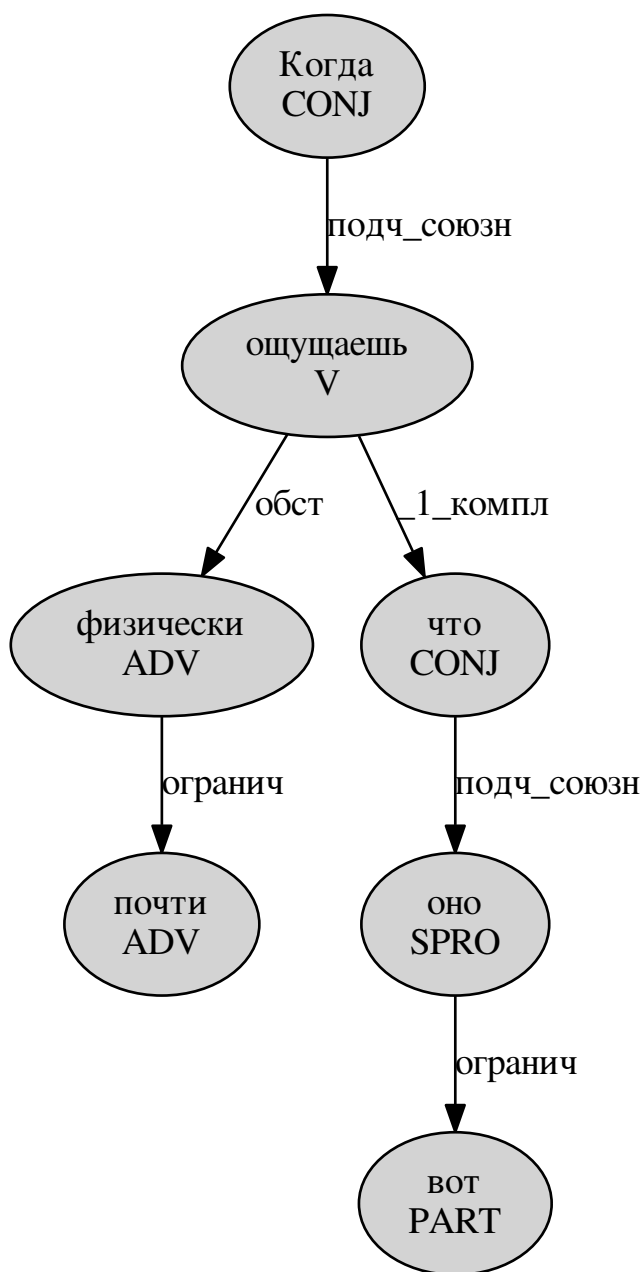 Когда
CONJ
подч_союзн
ощущаешь
V
обст
_1_компл
физически
ADV
что
CONJ
огранич
подч_союзн
почти
ADV
оно
SPRO
огранич
вот
PART